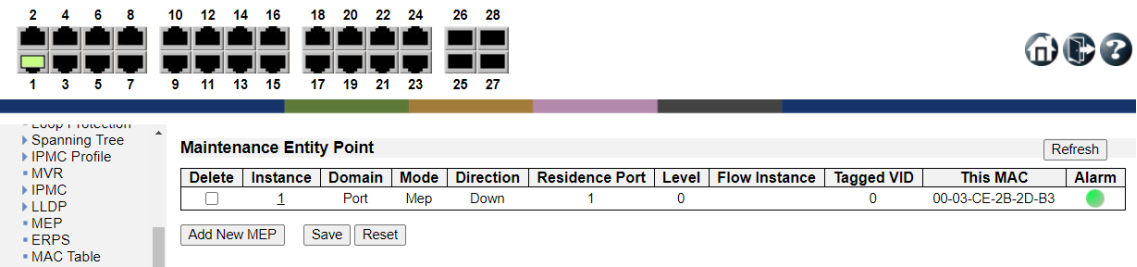 2 4 6 8 10 12 14 16 18 20 22 24 26 28
1 3 5 7 9 11 13 15 17 19 21 23 25 27
?
Loop Protection
Spanning Tree
IPMC Profile
MVR
IPMC
LLDP
MEP
ERPS
MAC Table
Maintenance Entity Point
Refresh
Delete Instance Domain Mode Direction Residence Port Level Flow Instance Tagged VID This MAC Alarm
1 Port Mep Down 1 0 0 00-03-CE-2B-2D-B3
Add New MEP Save Reset